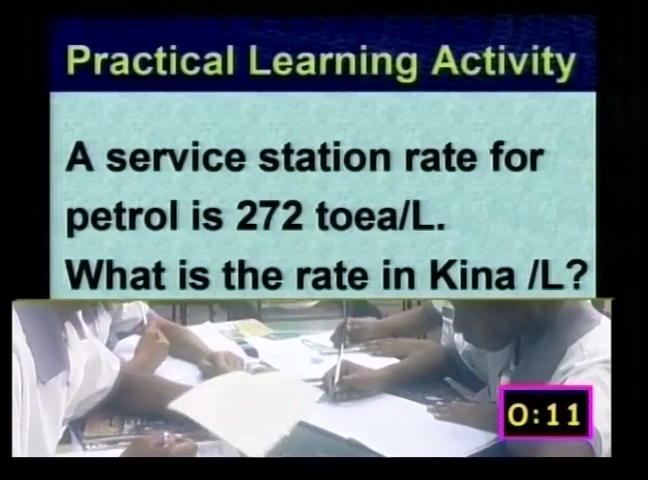 Practical Learning Activity
A service station rate for
petrol is 272 toea/L.
What is the rate in Kina /L?
0:11